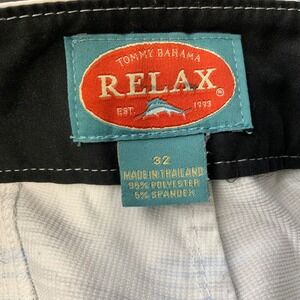 TOMMY BAHAMA
RELAX®
EST. 1993
32
MADE IN THAILAND
95% POLYESTER
5% SPANDEX